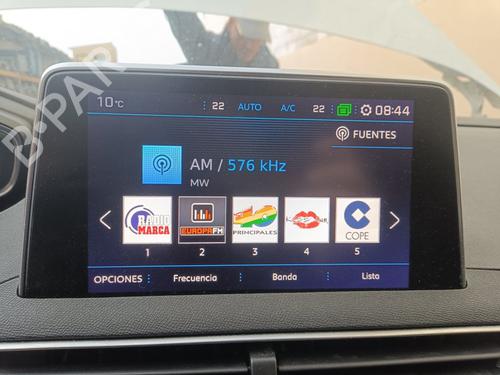 10°C 22 AUTO A/C 22 08:44
FUENTES
AM / 576 kHz
MW
RADIO MARCA
EUROPA FM
40 PRINCIPALES
COPE
1 2 3 4 5
OPCIONES Frecuencia Banda Lista
B-PARTS